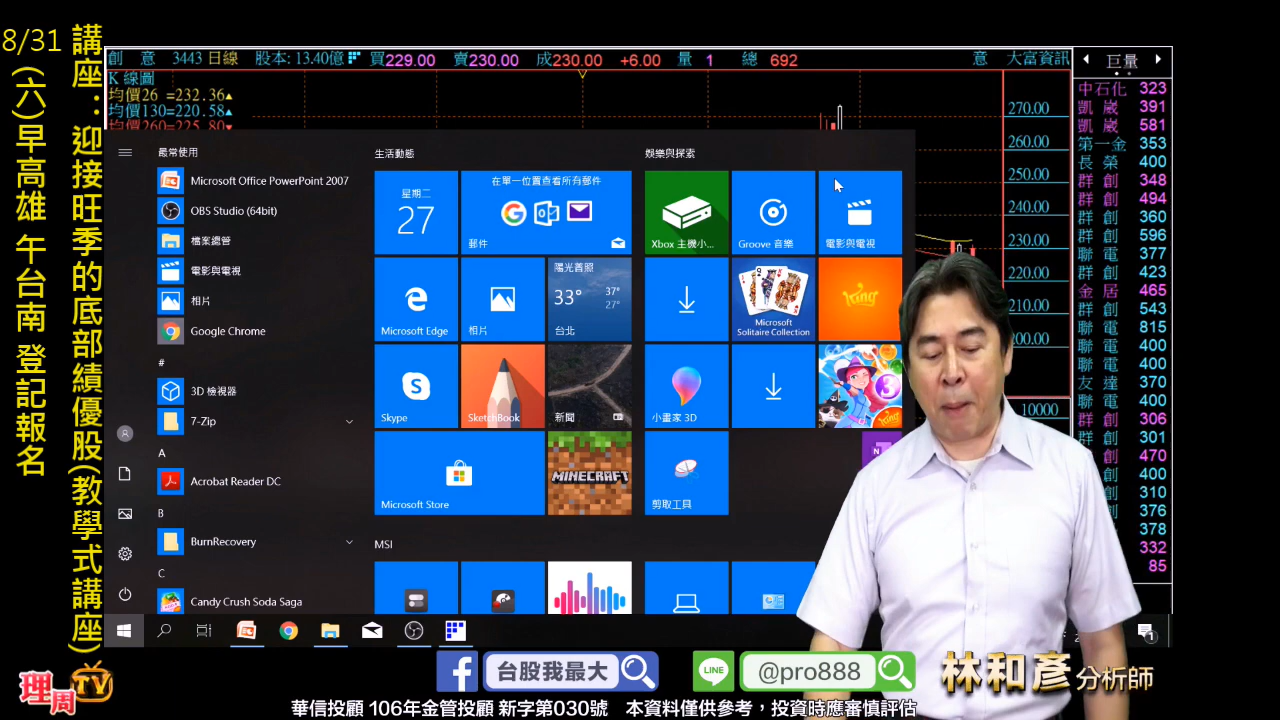 8/31
(六)早高雄 午台南 登記報名
講座：迎接旺季的底部績優股(教學式講座)
創 意 3443 日線 股本: 13.40億 買229.00 賣230.00 成230.00 +6.00 量 1 總 692 意 大富資訊
K 線圖
均價26 =232.36▲
均價130=220.58▲
均價260=225.80▼
270.00
260.00
250.00
240.00
230.00
220.00
210.00
200.00
10000
巨量
中石化 323
凱崴 391
凱崴 581
第一金 353
長榮 400
群創 348
群創 494
群創 360
群創 596
聯電 377
群創 423
金居 465
群創 543
聯電 815
聯電 400
聯電 400
友達 370
聯電 400
群創 306
群創 301
群創 470
400
310
376
378
332
85
最常使用
Microsoft Office PowerPoint 2007
OBS Studio (64bit)
檔案總管
電影與電視
相片
Google Chrome
#
3D 檢視器
7-Zip
A
Acrobat Reader DC
B
BurnRecovery
C
Candy Crush Soda Saga
生活動態
星期二
27
在單一位置查看所有郵件
郵件
Microsoft Edge
相片
陽光普照
33° 37° 27°
台北
Skype
SketchBook
新聞
Microsoft Store
MINECRAFT
MSI
娛樂與探索
Xbox 主機小...
Groove 音樂
電影與電視
Microsoft
Solitaire Collection
King
小畫家 3D
3
King
剪取工具
N
1
理周TV
f 台股我最大
LINE @pro888
林和彥 分析師
華信投顧 106年金管投顧 新字第030號 本資料僅供參考，投資時應審慎評估